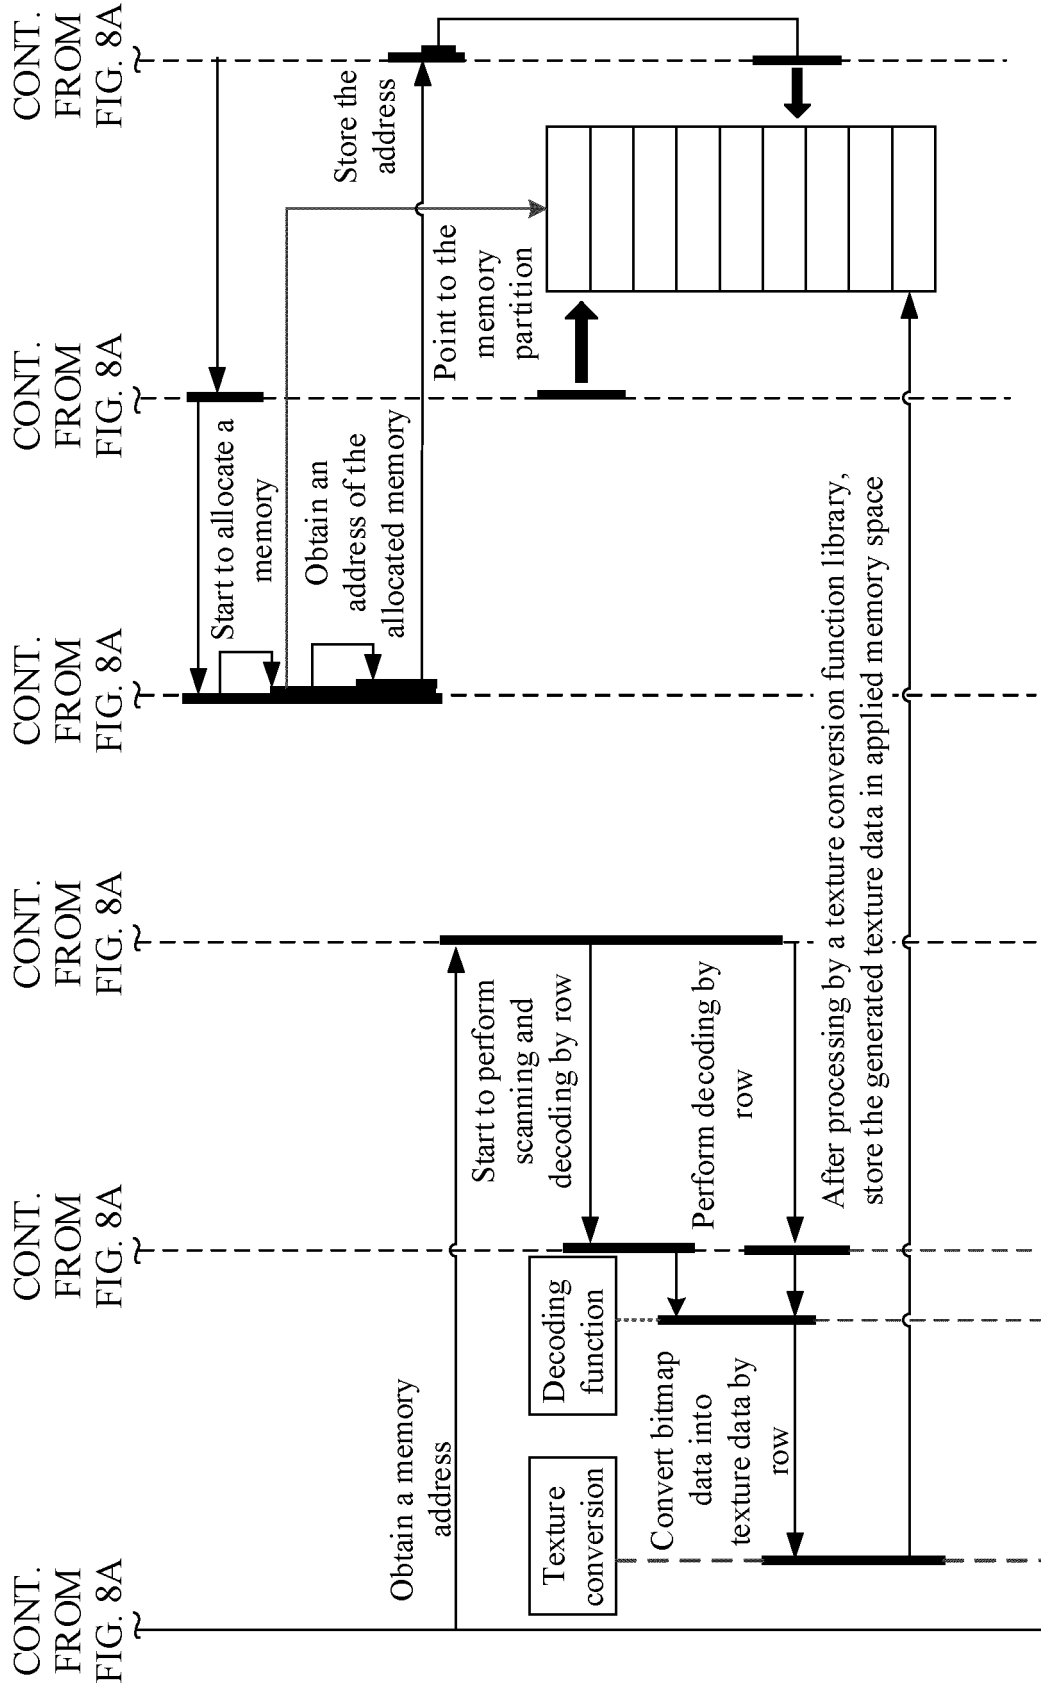 CONT.
FROM
FIG. 8A
CONT.
FROM
FIG. 8A
CONT.
FROM
FIG. 8A
CONT.
FROM
FIG. 8A
CONT.
FROM
FIG. 8A
CONT.
FROM
FIG. 8A
Start to allocate a
memory
Obtain an
address of the
allocated memory
Store the
address
Point to the
memory
partition
Obtain a memory
address
Start to perform
scanning and
decoding by row
Texture
conversion
Decoding
function
Convert bitmap
data into
texture data by
row
Perform decoding by
row
After processing by a texture conversion function library,
store the generated texture data in applied memory space